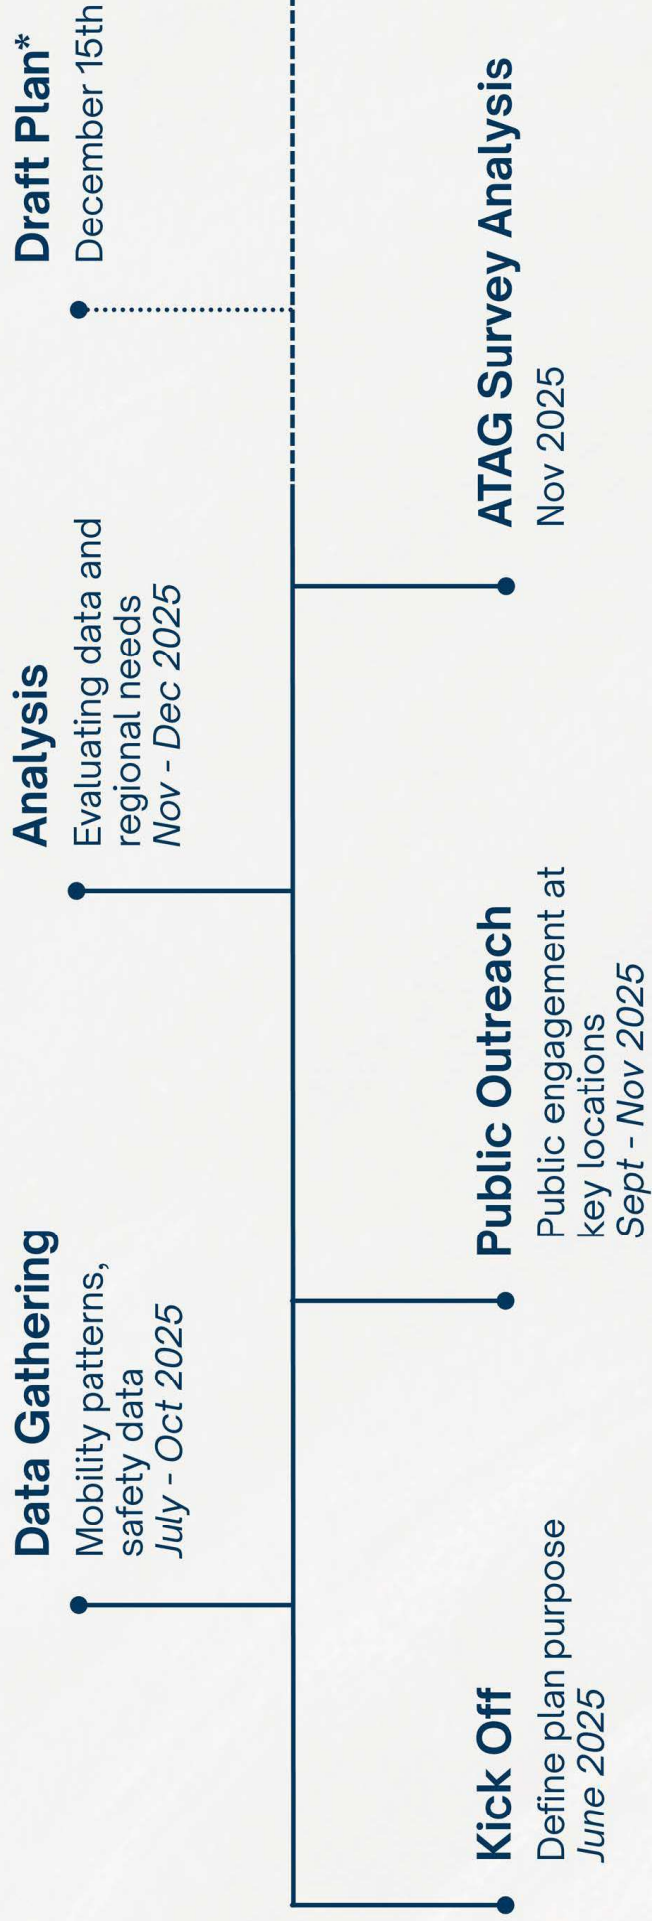 Kick Off
Define plan purpose
June 2025
Data Gathering
Mobility patterns,
safety data
July - Oct 2025
Public Outreach
Public engagement at
key locations
Sept - Nov 2025
Analysis
Evaluating data and
regional needs
Nov - Dec 2025
ATAG Survey Analysis
Nov 2025
Draft Plan*
December 15th